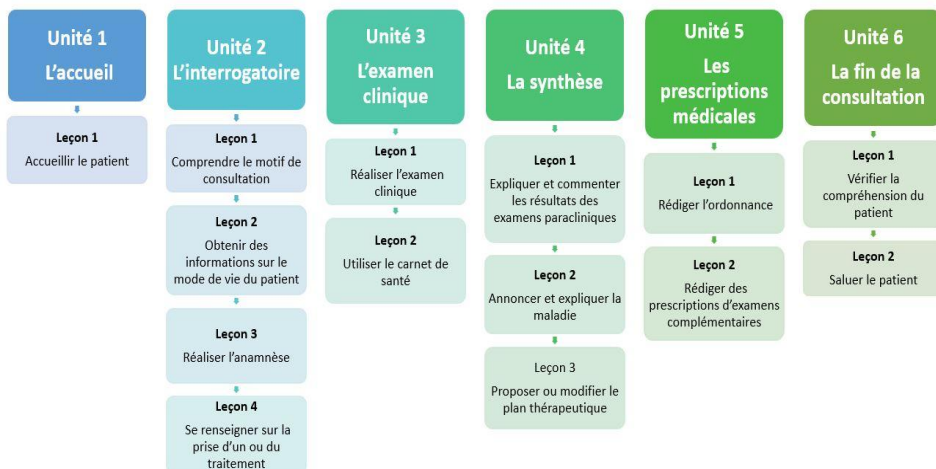 Unité 1
L'accueil
Leçon 1
Accueillir le patient
Unité 2
L'interrogatoire
Leçon 1
Comprendre le motif de
consultation
Leçon 2
Obtenir des
informations sur le
mode de vie du patient
Leçon 3
Réaliser l'anamnèse
Leçon 4
Se renseigner sur la
prise d'un ou du
traitement
Unité 3
L'examen
clinique
Leçon 1
Réaliser l'examen
clinique
Leçon 2
Utiliser le carnet de
santé
Unité 4
La synthèse
Leçon 1
Expliquer et commenter
les résultats des
examens paracliniques
Leçon 2
Annoncer et expliquer la
maladie
Leçon 3
Proposer ou modifier le
plan thérapeutique
Unité 5
Les
prescriptions
médicales
Leçon 1
Rédiger l'ordonnance
Leçon 2
Rédiger des
prescriptions d'examens
complémentaires
Unité 6
La fin de la
consultation
Leçon 1
Vérifier la
compréhension du
patient
Leçon 2
Saluer le patient